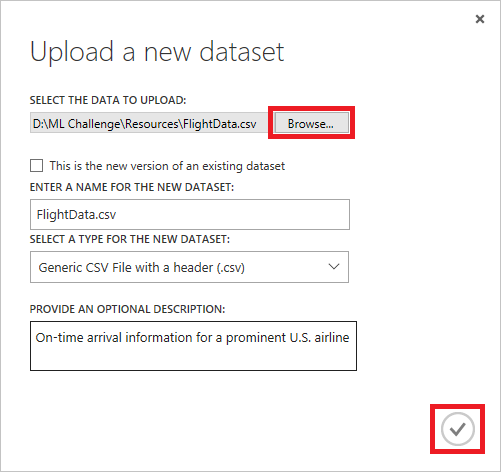 Upload a new dataset
SELECT THE DATA TO UPLOAD:
D:\ML Challenge\Resources\FlightData.csv Browse...
This is the new version of an existing dataset
ENTER A NAME FOR THE NEW DATASET:
FlightData.csv
SELECT A TYPE FOR THE NEW DATASET:
Generic CSV File with a header (.csv)
PROVIDE AN OPTIONAL DESCRIPTION:
On-time arrival information for a prominent U.S. airline